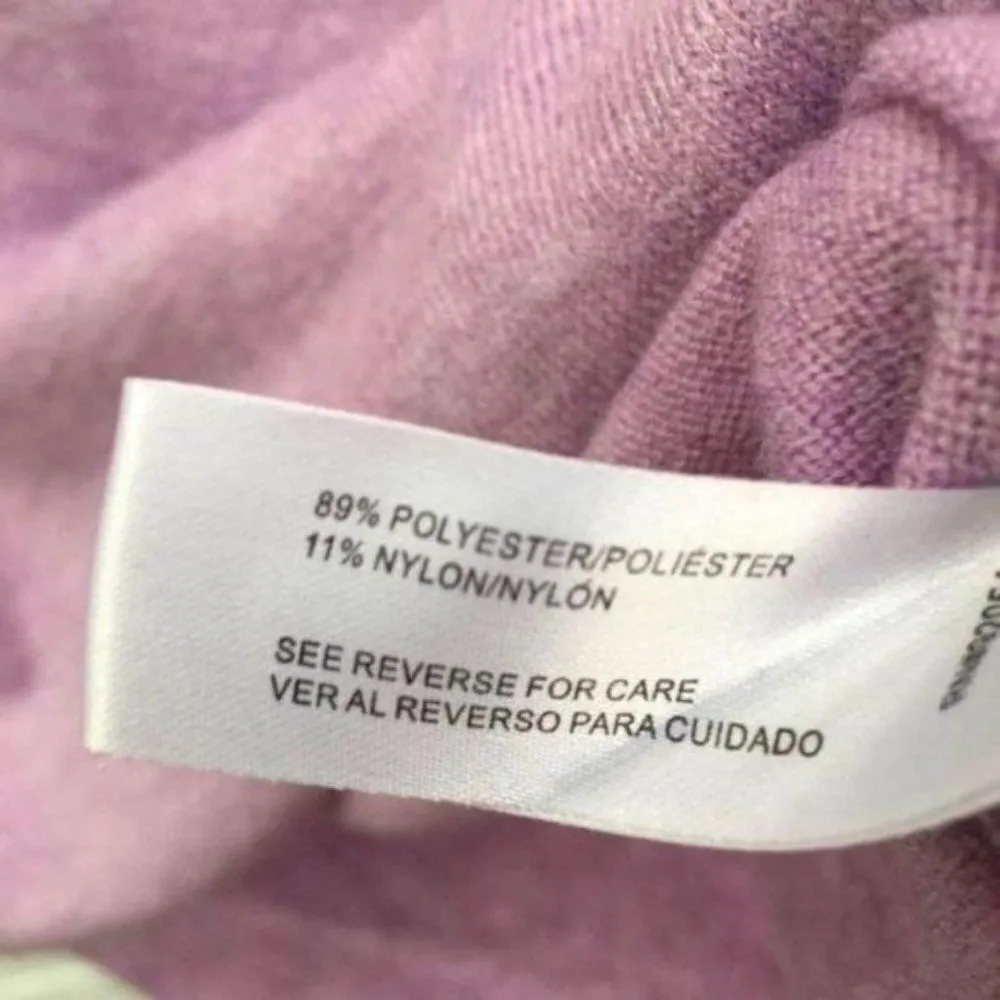 89% POLYESTER/POLIÉSTER
11% NYLON/NYLÓN
SEE REVERSE FOR CARE
VER AL REVERSO PARA CUIDADO